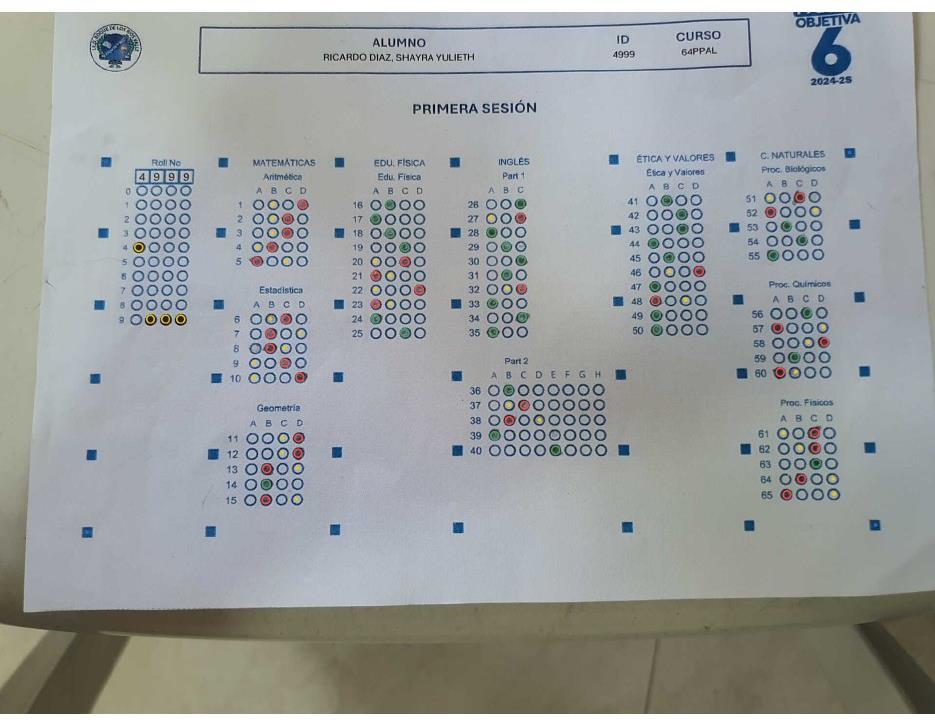 OBJETIVA
6
2024-2S
ALUMNO
RICARDO DIAZ, SHAYRA YULIETH
ID
4999
CURSO
64PPAL
PRIMERA SESIÓN
Roll No
4 9 9 9
0
1
2
3
4
5
6
7
8
9
MATEMÁTICAS
Aritmética
A B C D
1
2
3
4
5
Estadística
A B C D
6
7
8
9
10
Geometría
A B C D
11
12
13
14
15
EDU. FÍSICA
Edu. Física
A B C D
16
17
18
19
20
21
22
23
24
25
INGLÉS
Part 1
A B C
26
27
28
29
30
31
32
33
34
35
Part 2
A B C D E F G H
36
37
38
39
40
ÉTICA Y VALORES
Ética y Valores
A B C D
41
42
43
44
45
46
47
48
49
50
C. NATURALES
Proc. Biológicos
A B C D
51
52
53
54
55
Proc. Químicos
A B C D
56
57
58
59
60
Proc. Físicos
A B C D
61
62
63
64
65